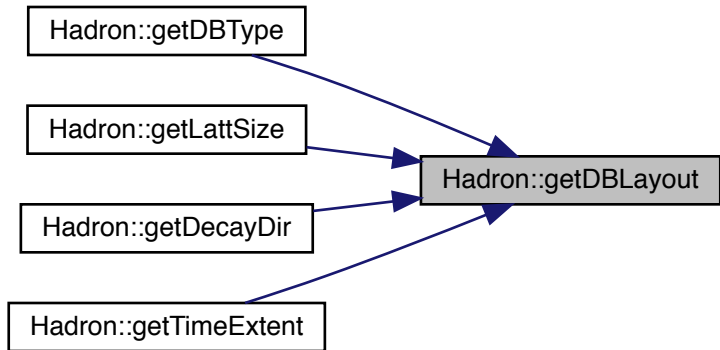 Hadron::getDBType
Hadron::getLattSize
Hadron::getDBLayout
Hadron::getDecayDir
Hadron::getTimeExtent